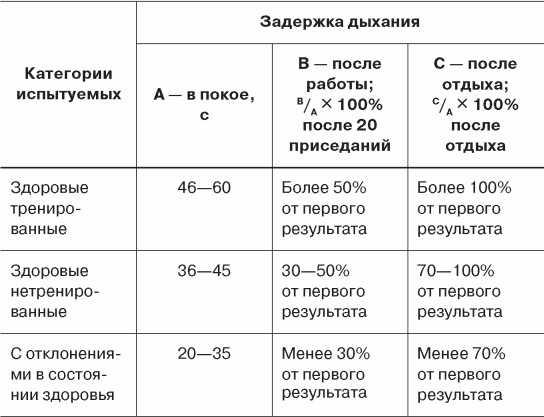 Категории
испытуемых
Задержка дыхания
А — в покое,
с
В — после
работы;
В/А × 100%
после 20
приседаний
С — после
отдыха;
С/А × 100%
после
отдыха
Здоровые
трениро-
ванные
46—60
Более 50%
от первого
результата
Более 100%
от первого
результата
Здоровые
нетрениро-
ванные
36—45
30—50%
от первого
результата
70—100%
от первого
результата
С отклонения-
ми в состоя-
нии здоровья
20—35
Менее 30%
от первого
результата
Менее 70%
от первого
результата